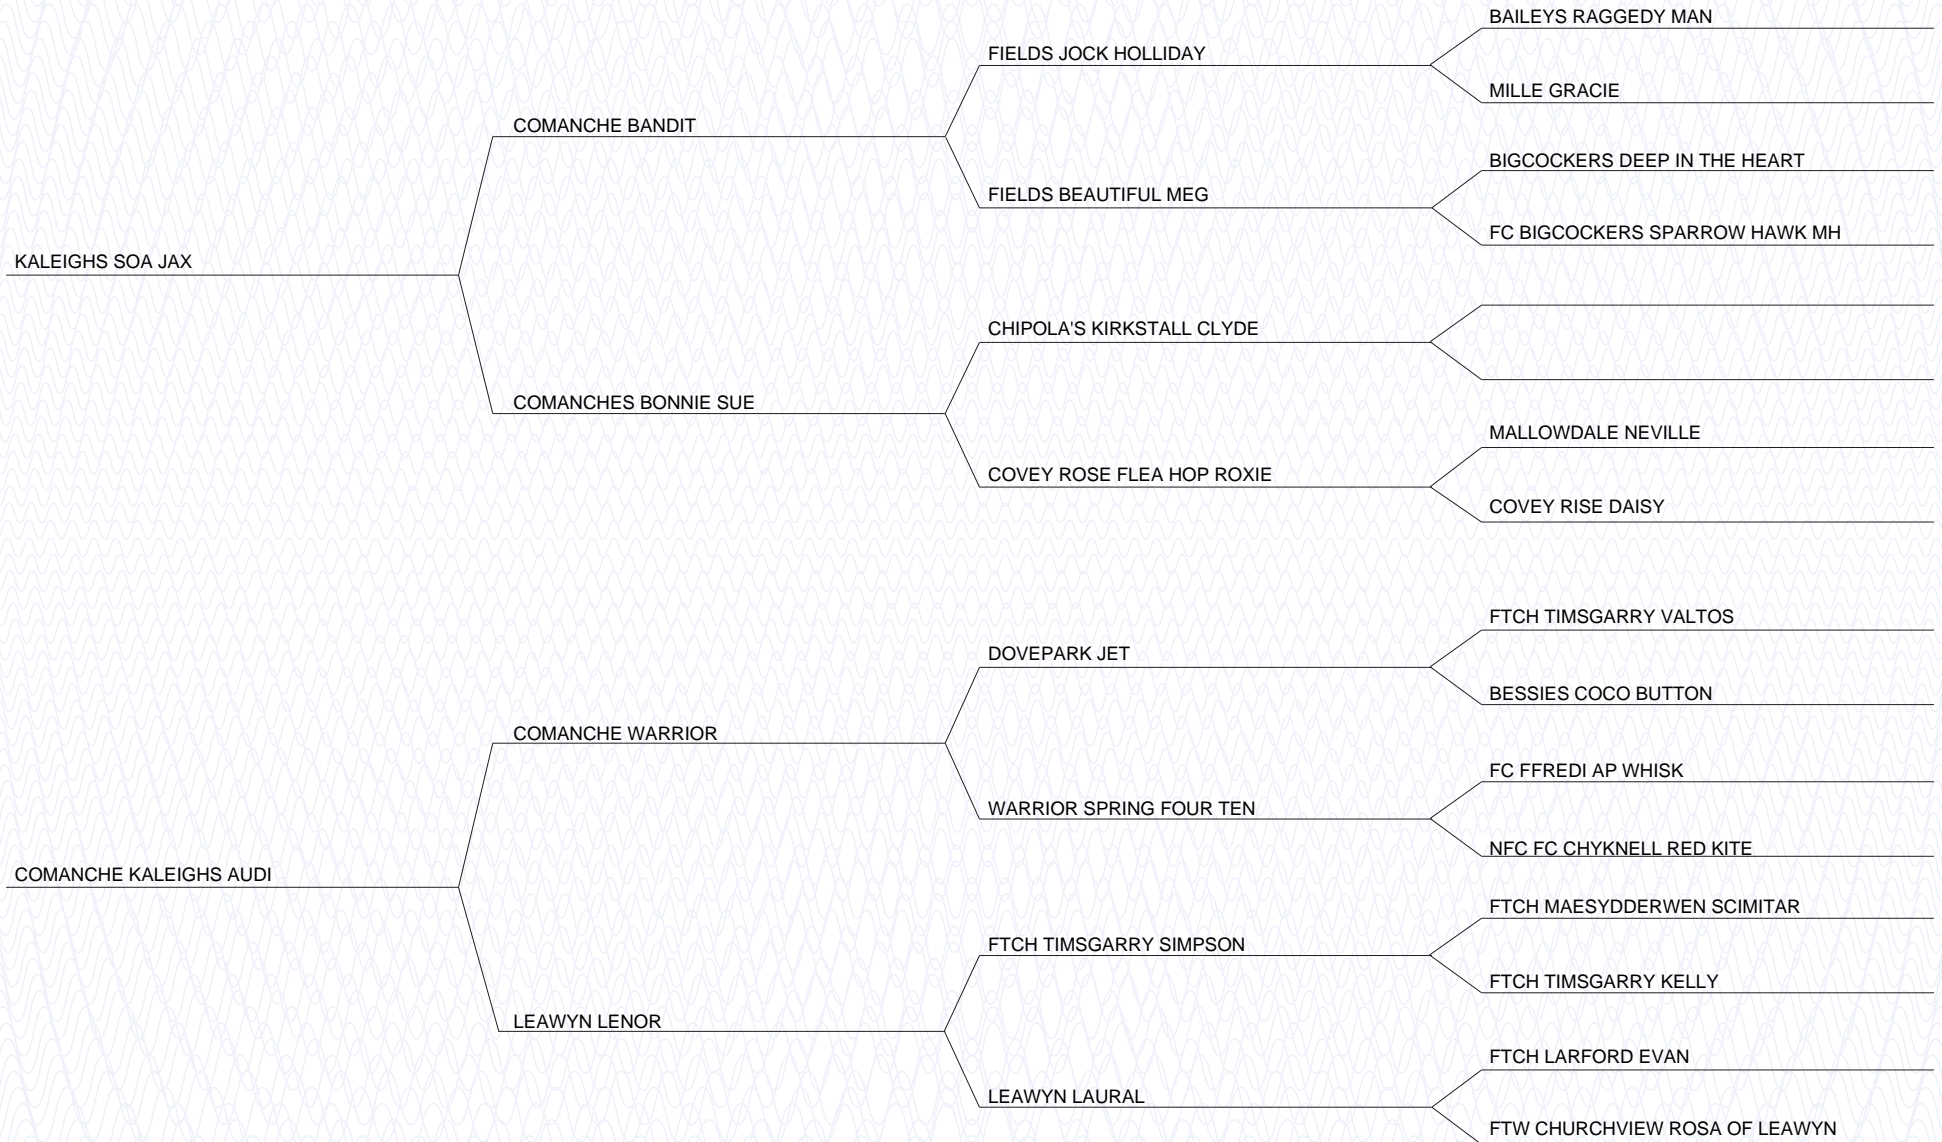 BAILEYS RAGGEDY MAN
FIELDS JOCK HOLLIDAY
MILLE GRACIE
COMANCHE BANDIT
BIGCOCKERS DEEP IN THE HEART
FIELDS BEAUTIFUL MEG
FC BIGCOCKERS SPARROW HAWK MH
KALEIGHS SOA JAX
CHIPOLA'S KIRKSTALL CLYDE
COMANCHES BONNIE SUE
MALLOWDALE NEVILLE
COVEY ROSE FLEA HOP ROXIE
COVEY RISE DAISY
FTCH TIMSGARRY VALTOS
DOVEPARK JET
BESSIES COCO BUTTON
COMANCHE WARRIOR
FC FFREDI AP WHISK
WARRIOR SPRING FOUR TEN
NFC FC CHYKNELL RED KITE
COMANCHE KALEIGHS AUDI
FTCH MAESYDDERWEN SCIMITAR
FTCH TIMSGARRY SIMPSON
FTCH TIMSGARRY KELLY
LEAWYN LENOR
FTCH LARFORD EVAN
LEAWYN LAURAL
FTW CHURCHVIEW ROSA OF LEAWYN